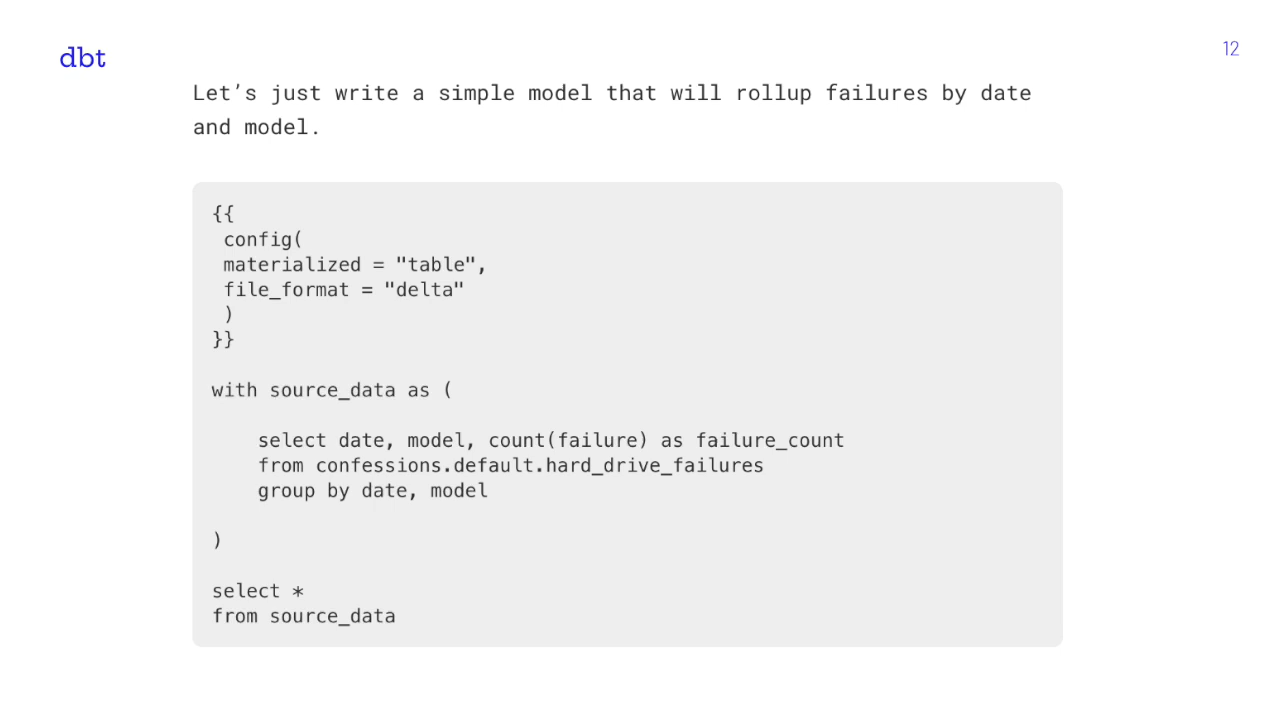 dbt
12
Let’s just write a simple model that will rollup failures by date
and model.
{{
 config(
 materialized = "table",
 file_format = "delta"
 )
}}
with source_data as (
    select date, model, count(failure) as failure_count
    from confessions.default.hard_drive_failures
    group by date, model
)
select *
from source_data